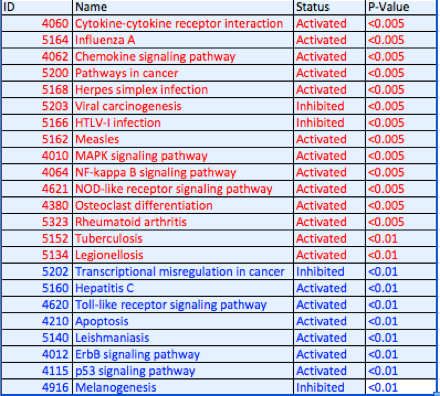 ID Name Status P-Value
4060 Cytokine-cytokine receptor interaction Activated <0.005
5164 Influenza A Activated <0.005
4062 Chemokine signaling pathway Activated <0.005
5200 Pathways in cancer Activated <0.005
5168 Herpes simplex infection Activated <0.005
5203 Viral carcinogenesis Inhibited <0.005
5166 HTLV-I infection Inhibited <0.005
5162 Measles Activated <0.005
4010 MAPK signaling pathway Activated <0.005
4064 NF-kappa B signaling pathway Activated <0.005
4621 NOD-like receptor signaling pathway Activated <0.005
4380 Osteoclast differentiation Activated <0.005
5323 Rheumatoid arthritis Activated <0.005
5152 Tuberculosis Activated <0.01
5134 Legionellosis Activated <0.01
5202 Transcriptional misregulation in cancer Inhibited <0.01
5160 Hepatitis C Activated <0.01
4620 Toll-like receptor signaling pathway Activated <0.01
4210 Apoptosis Activated <0.01
5140 Leishmaniasis Activated <0.01
4012 ErbB signaling pathway Activated <0.01
4115 p53 signaling pathway Activated <0.01
4916 Melanogenesis Inhibited <0.01